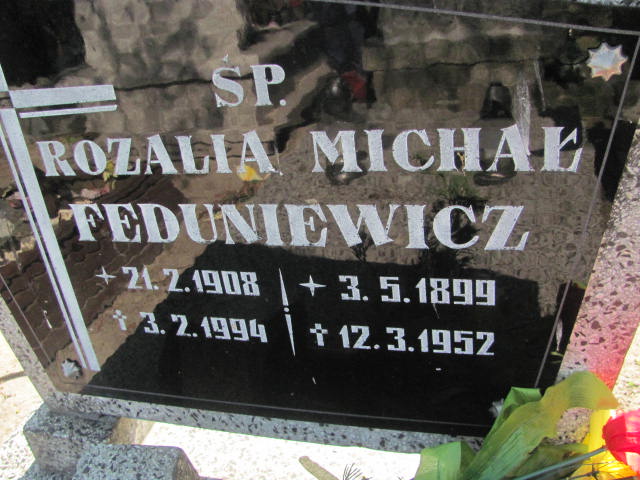 ŚP.
ROZALIA MICHAŁ
FEDUNIEWICZ
21.2.1908 3.5.1899
† 3.2.1994 † 12.3.1952